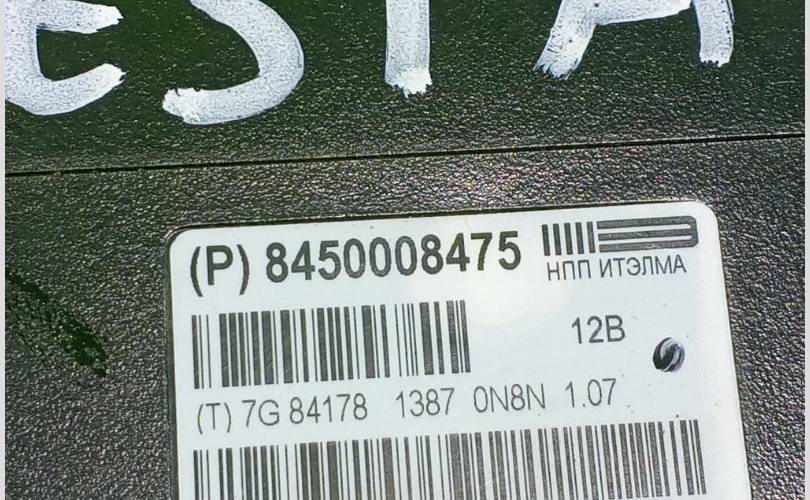 ESTA
(P) 8450008475
НПП ИТЭЛМА
12В
(T) 7G 84178 1387 0N8N 1.07